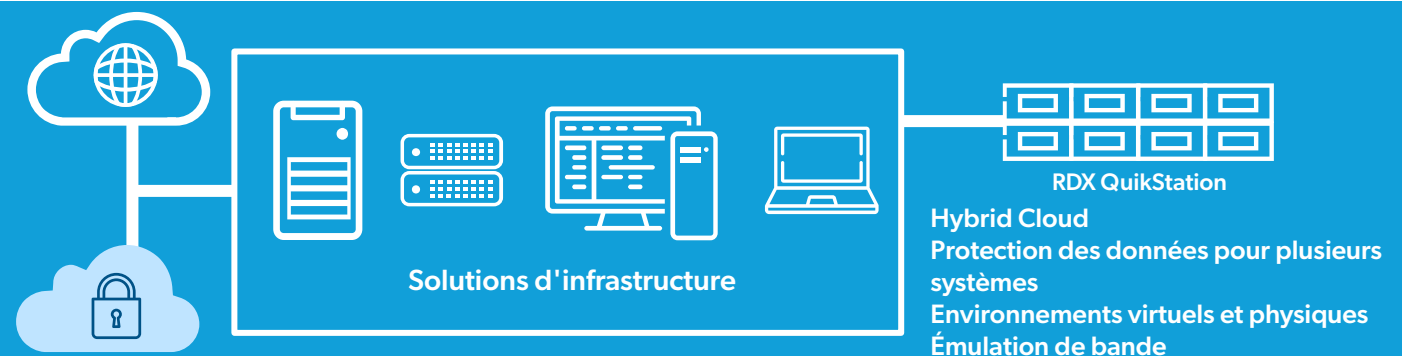 RDX QuikStation
Hybrid Cloud
Protection des données pour plusieurs
systèmes
Solutions d'infrastructure
Environnements virtuels et physiques
Émulation de bande